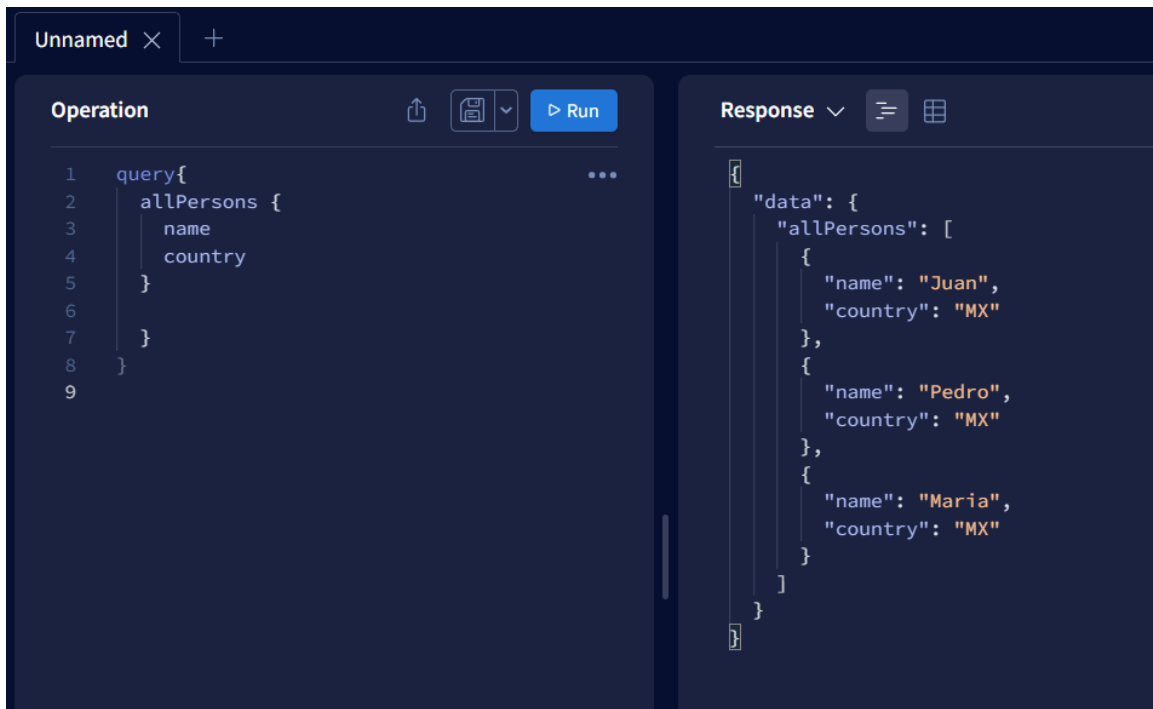 Unnamed
Operation
Run
1 query{
2 allPersons {
3 name
4 country
5 }
6
7 }
8 }
9
Response
{
"data": {
"allPersons": [
{
"name": "Juan",
"country": "MX"
},
{
"name": "Pedro",
"country": "MX"
},
{
"name": "Maria",
"country": "MX"
}
]
}
}